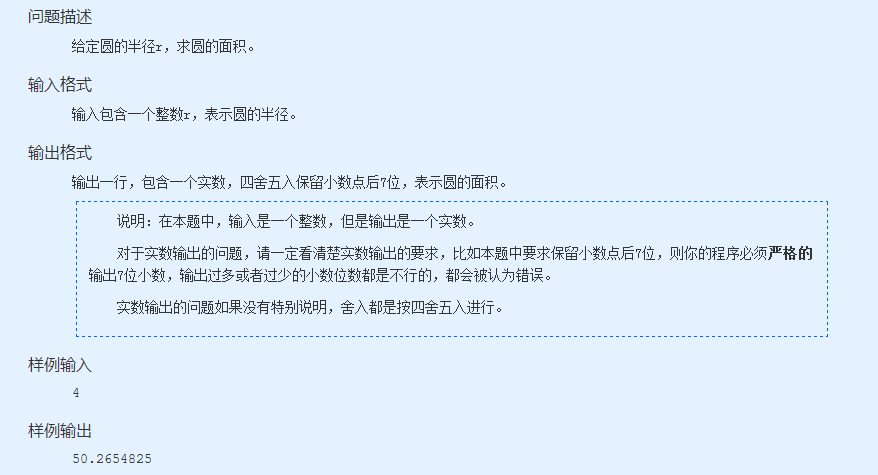 问题描述
给定圆的半径r，求圆的面积。
输入格式
输入包含一个整数r，表示圆的半径。
输出格式
输出一行，包含一个实数，四舍五入保留小数点后7位，表示圆的面积。
说明：在本题中，输入是一个整数，但是输出是一个实数。
对于实数输出的问题，请一定看清楚实数输出的要求，比如本题中要求保留小数点后7位，则你的程序必须严格的
输出7位小数，输出过多或者过少的小数位数都是不行的，都会被认为错误。
实数输出的问题如果没有特别说明，舍入都是按四舍五入进行。
样例输入
4
样例输出
50.2654825